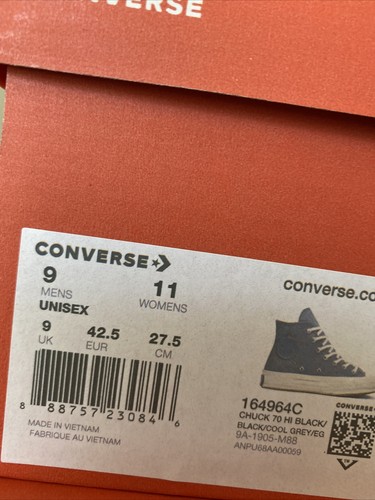 CONVERSE
CONVERSE
9 11
MENS WOMENS
UNISEX
9 42.5 27.5
UK EUR CM
8 88757 23084 6
MADE IN VIETNAM
FABRIQUE AU VIETNAM
converse.co
164964C
CHUCK 70 HI BLACK/
BLACK/COOL GREY/EG
9A-1905-M88
ANPU68AA00059
CONVERSE